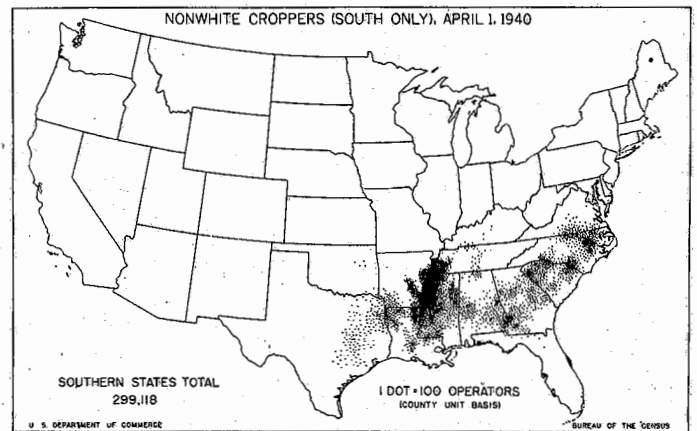 NONWHITE CROPPERS (SOUTH ONLY), APRIL 1, 1940
SOUTHERN STATES TOTAL
299,118
1 DOT = 100 OPERATORS
(COUNTY UNIT BASIS)
U. S. DEPARTMENT OF COMMERCE
BUREAU OF THE CENSUS